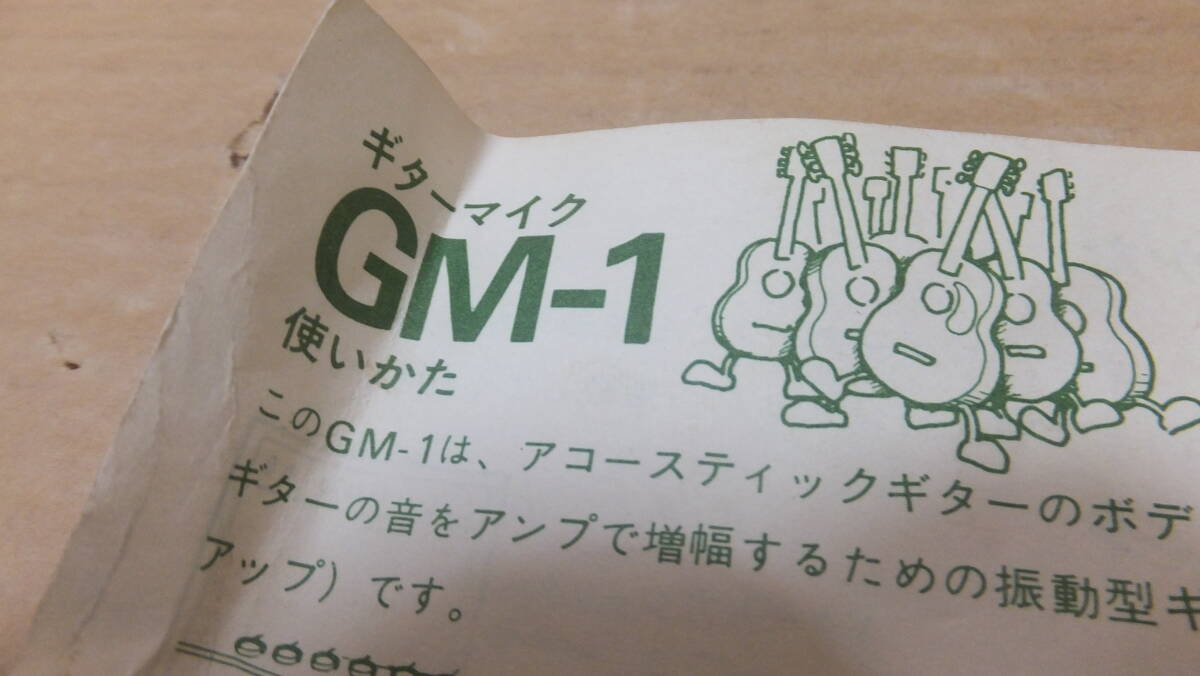 ギターマイク
GM-1
使いかた
このGM-1は、アコースティックギターのボデ
ギターの音をアンプで増幅するための振動型キ
アップ）です。